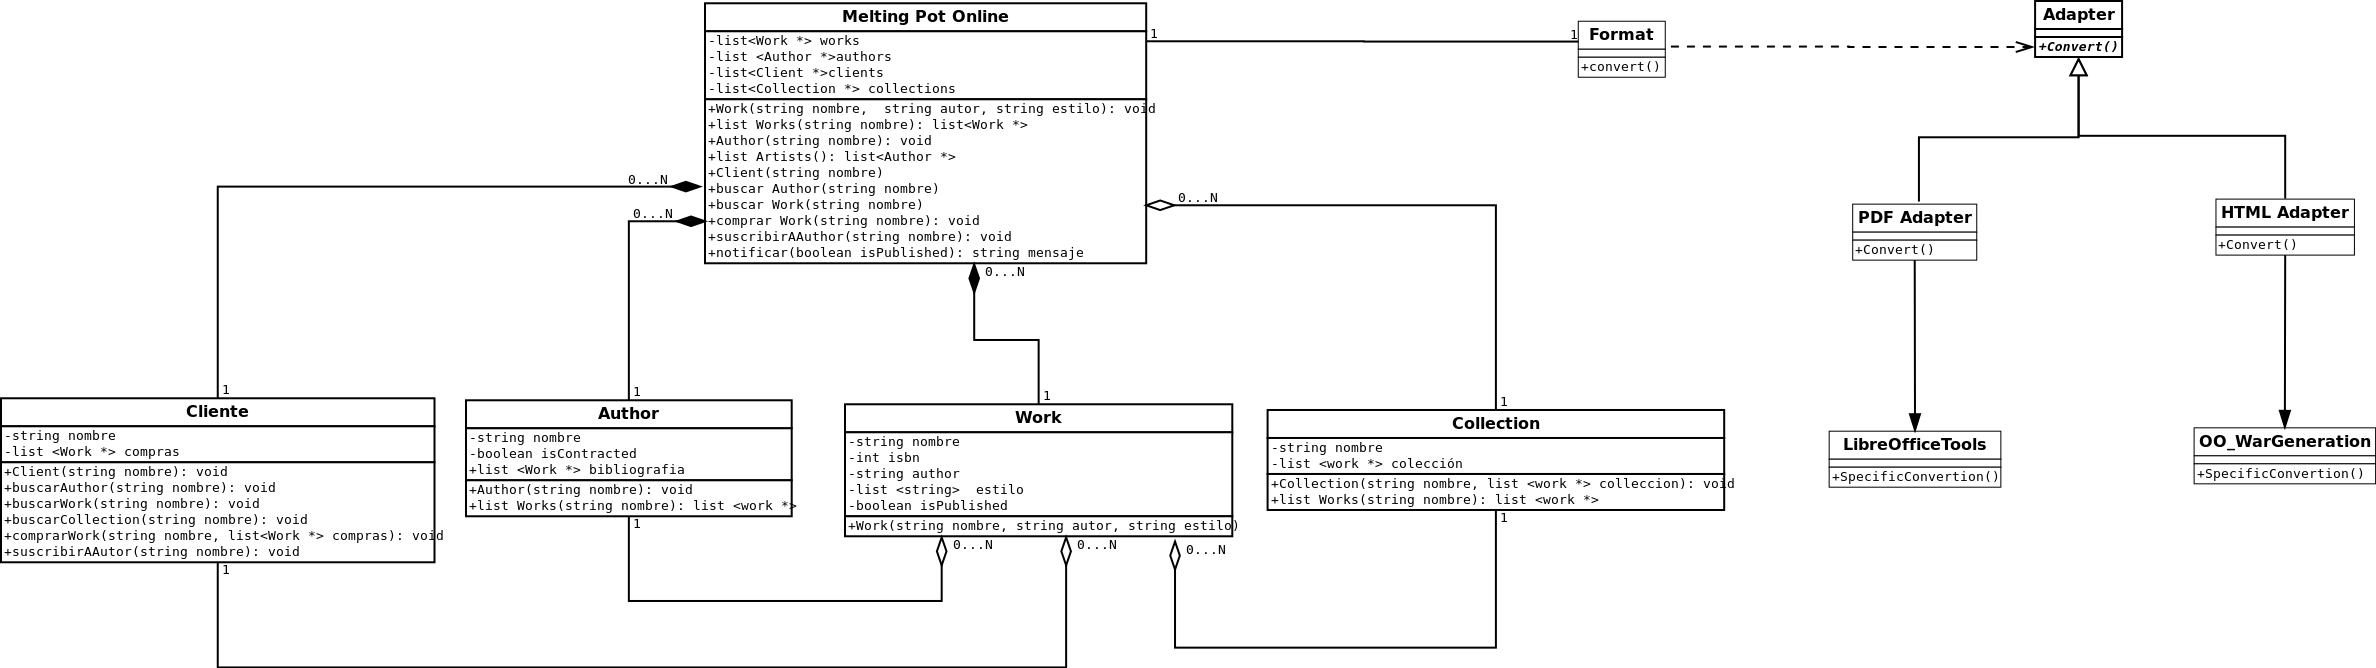 Melting Pot Online
-list<Work *> works
-list <Author *>authors
-list<Client *>clients
-list<Collection *> collections
+Work(string nombre,  string autor, string estilo): void
+list Works(string nombre): list<Work *>
+Author(string nombre): void
+list Artists(): list<Author *>
+Client(string nombre)
+buscar Author(string nombre)
+buscar Work(string nombre)
+comprar Work(string nombre): void
+suscribirAAuthor(string nombre): void
+notificar(boolean isPublished): string mensaje
1
1
Format
+convert()
Adapter
+Convert()
0...N
0...N
0...N
0...N
PDF Adapter
+Convert()
HTML Adapter
+Convert()
1
1
1
1
Cliente
-string nombre
-list <Work *> compras
+Client(string nombre): void
+buscarAuthor(string nombre): void
+buscarWork(string nombre): void
+buscarCollection(string nombre): void
+comprarWork(string nombre, list<Work *> compras): void
+suscribirAAutor(string nombre): void
1
Author
-string nombre
-boolean isContracted
+list <Work *> bibliografia
+Author(string nombre): void
+list Works(string nombre): list <work *>
1
Work
-string nombre
-int isbn
-string author
-list <string>  estilo
-boolean isPublished
+Work(string nombre, string autor, string estilo)
0...N
0...N
0...N
Collection
-string nombre
-list <work *> colección
+Collection(string nombre, list <work *> colleccion): void
+list Works(string nombre): list <work *>
1
LibreOfficeTools
+SpecificConvertion()
OO_WarGeneration
+SpecificConvertion()